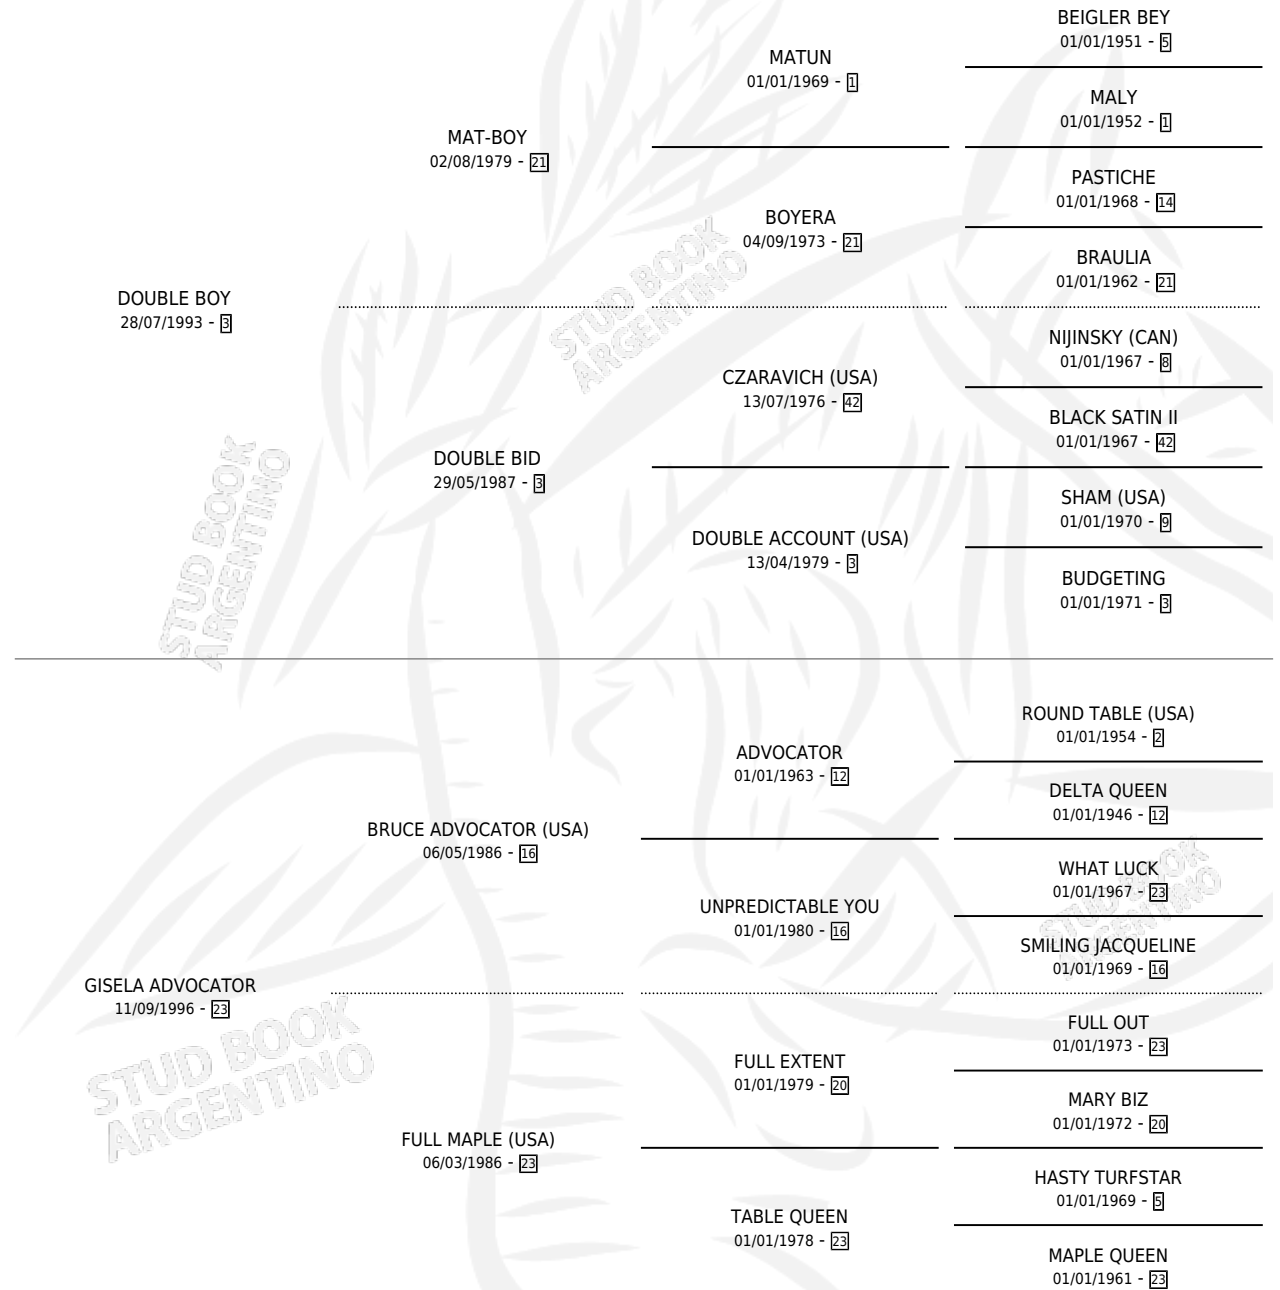 BEIGLER BEY
01/01/1951 - 5
MATUN
01/01/1969 - 1
MALY
01/01/1952 - 1
MAT-BOY
02/08/1979 - 21
PASTICHE
01/01/1968 - 14
BOYERA
04/09/1973 - 21
BRAULIA
01/01/1962 - 21
DOUBLE BOY
28/07/1993 - 3
NIJINSKY (CAN)
01/01/1967 - 8
CZARAVICH (USA)
13/07/1976 - 42
BLACK SATIN II
01/01/1967 - 42
DOUBLE BID
29/05/1987 - 3
SHAM (USA)
01/01/1970 - 9
DOUBLE ACCOUNT (USA)
13/04/1979 - 3
BUDGETING
01/01/1971 - 3
ROUND TABLE (USA)
01/01/1954 - 2
ADVOCATOR
01/01/1963 - 12
DELTA QUEEN
01/01/1946 - 12
BRUCE ADVOCATOR (USA)
06/05/1986 - 16
WHAT LUCK
01/01/1967 - 23
UNPREDICTABLE YOU
01/01/1980 - 16
SMILING JACQUELINE
01/01/1969 - 16
GISELA ADVOCATOR
11/09/1996 - 23
FULL OUT
01/01/1973 - 23
FULL EXTENT
01/01/1979 - 20
MARY BIZ
01/01/1972 - 20
FULL MAPLE (USA)
06/03/1986 - 23
HASTY TURFSTAR
01/01/1969 - 5
TABLE QUEEN
01/01/1978 - 23
MAPLE QUEEN
01/01/1961 - 23
STUD BOOK
ARGENTINO
STUD BOOK
ARGENTINO
STUD BOOK
ARGENTINO
STUD BOOK
ARGENTINO